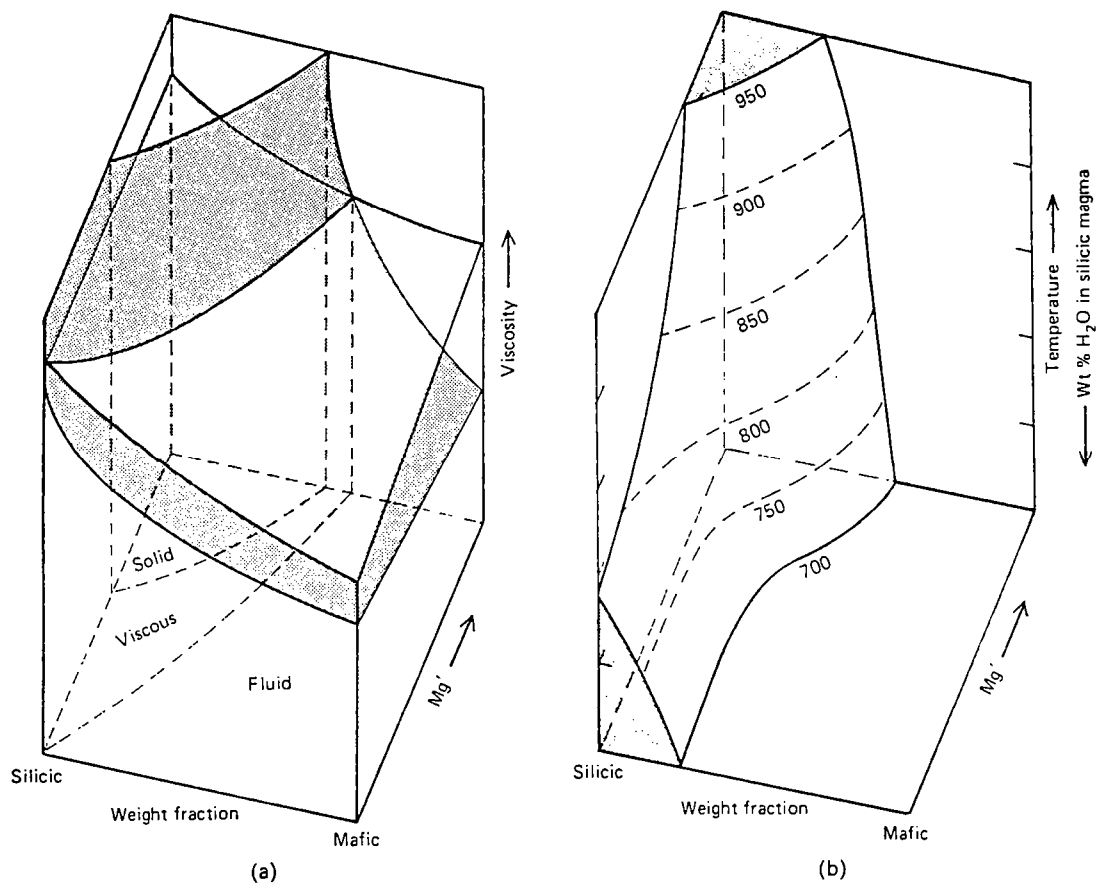 Viscosity
Solid
Viscous
Fluid
Mg′
Silicic
Weight fraction
Mafic
(a)
950
900
850
800
750
700
Temperature
Wt % H₂O in silicic magma
Mg′
Silicic
Weight fraction
Mafic
(b)